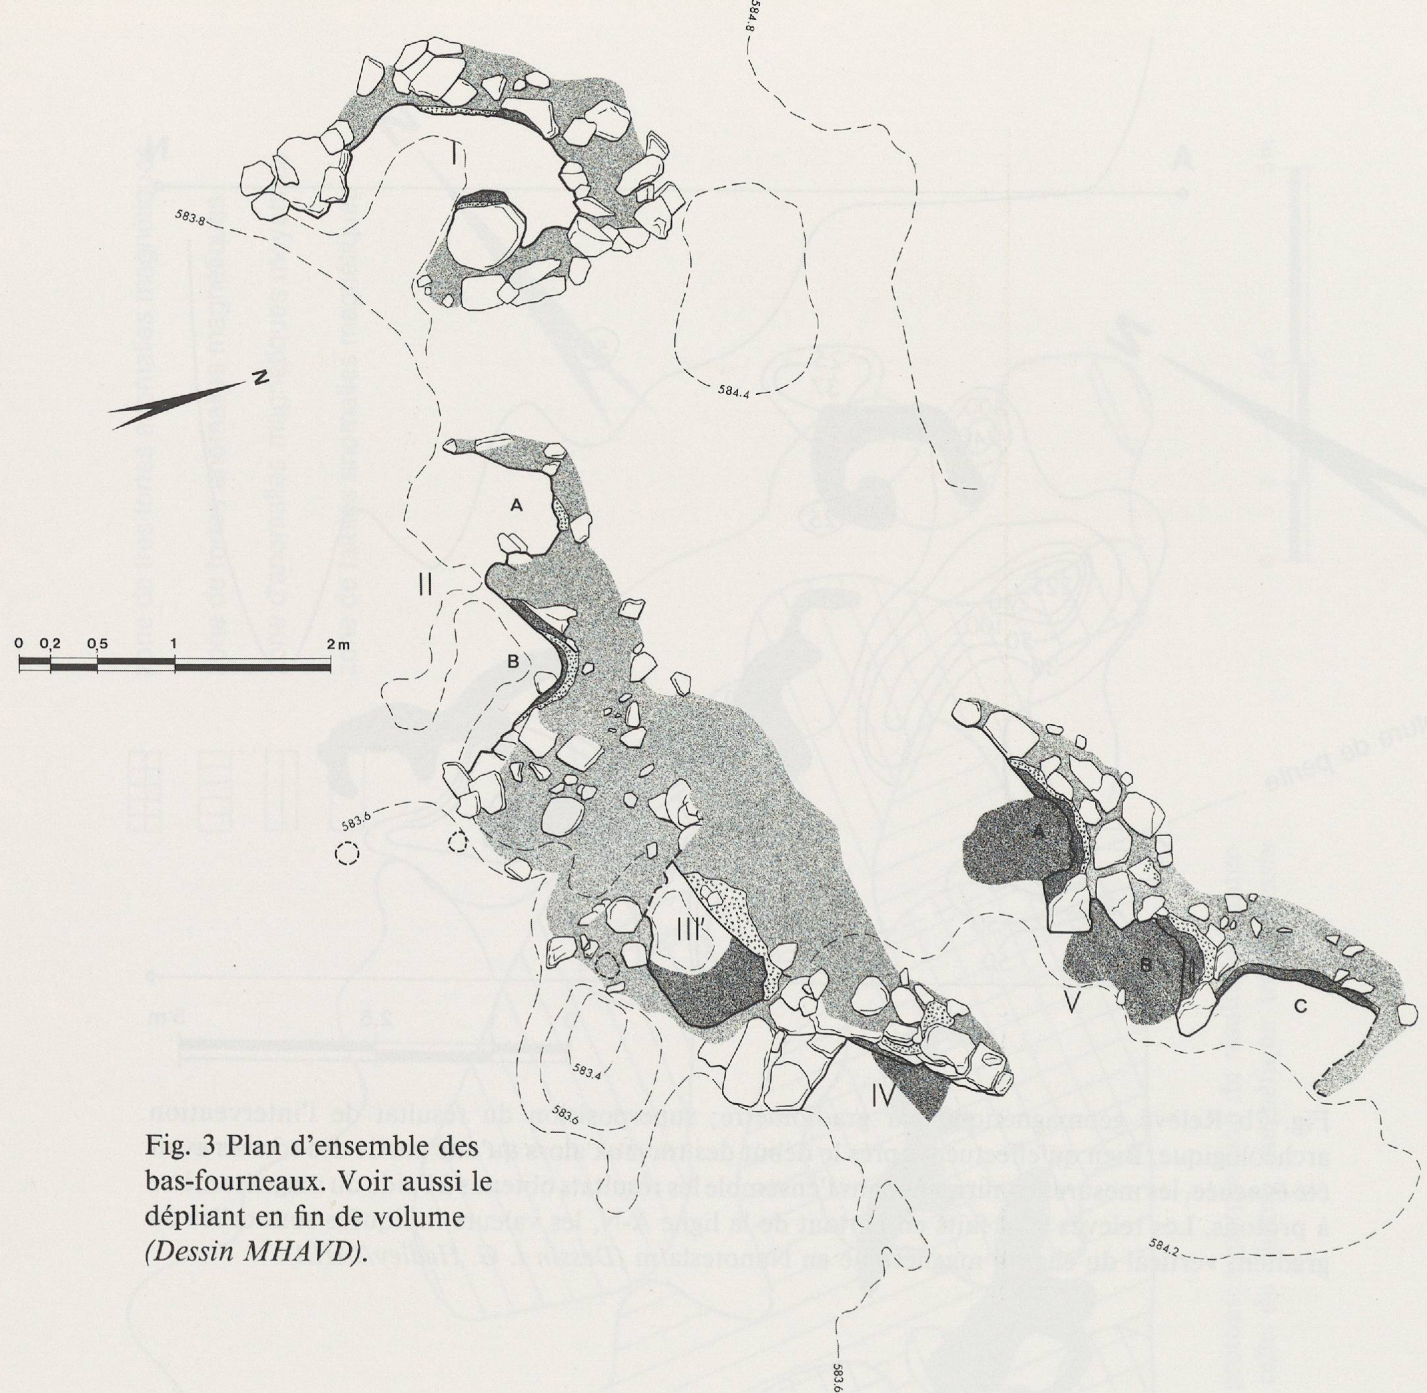 584.8
I
583.8
584.4
N
A
II
0 0,2 0,5 1 2 m
B
583.6
A
III
B
V
C
583.4
IV
583.6
Fig. 3 Plan d'ensemble des
bas-fourneaux. Voir aussi le
dépliant en fin de volume
(Dessin MHAVD).
584.2
583.6